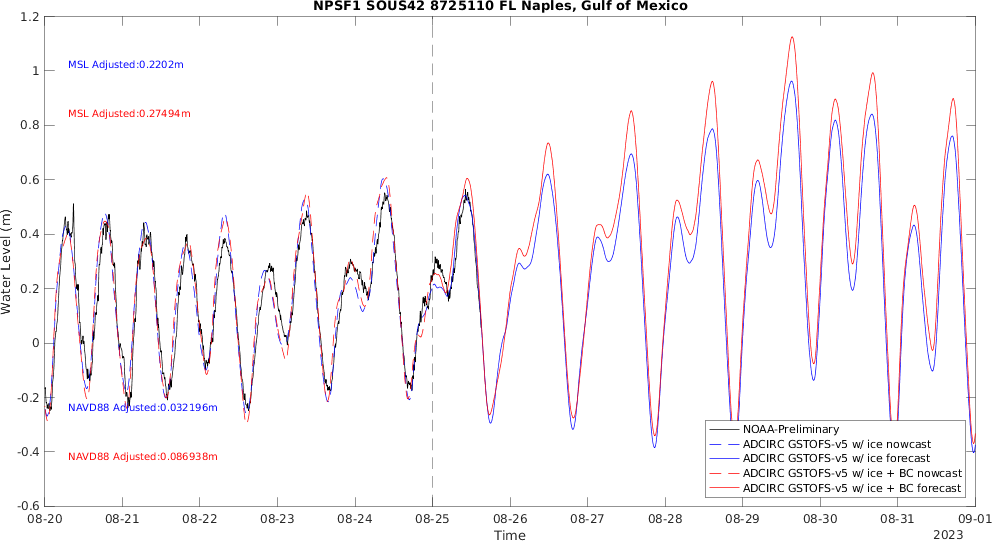 NPSF1 SOUS42 8725110 FL Naples, Gulf of Mexico
1.2
1
0.8
0.6
0.4
0.2
0
-0.2
-0.4
-0.6
Water Level (m)
MSL Adjusted:0.2202m
MSL Adjusted:0.27494m
NAVD88 Adjusted:0.032196m
NAVD88 Adjusted:0.086938m
NOAA-Preliminary
ADCIRC GSTOFS-v5 w/ ice nowcast
ADCIRC GSTOFS-v5 w/ ice forecast
ADCIRC GSTOFS-v5 w/ ice + BC nowcast
ADCIRC GSTOFS-v5 w/ ice + BC forecast
08-20 08-21 08-22 08-23 08-24 08-25 08-26 08-27 08-28 08-29 08-30 08-31 09-01
Time
2023